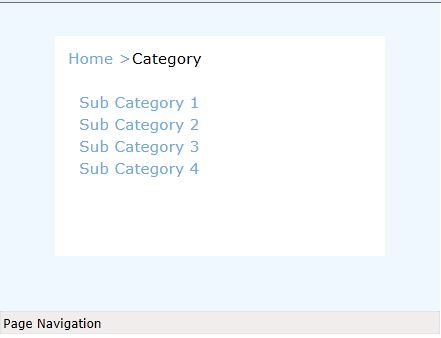 Home >Category
Sub Category 1
Sub Category 2
Sub Category 3
Sub Category 4
Page Navigation